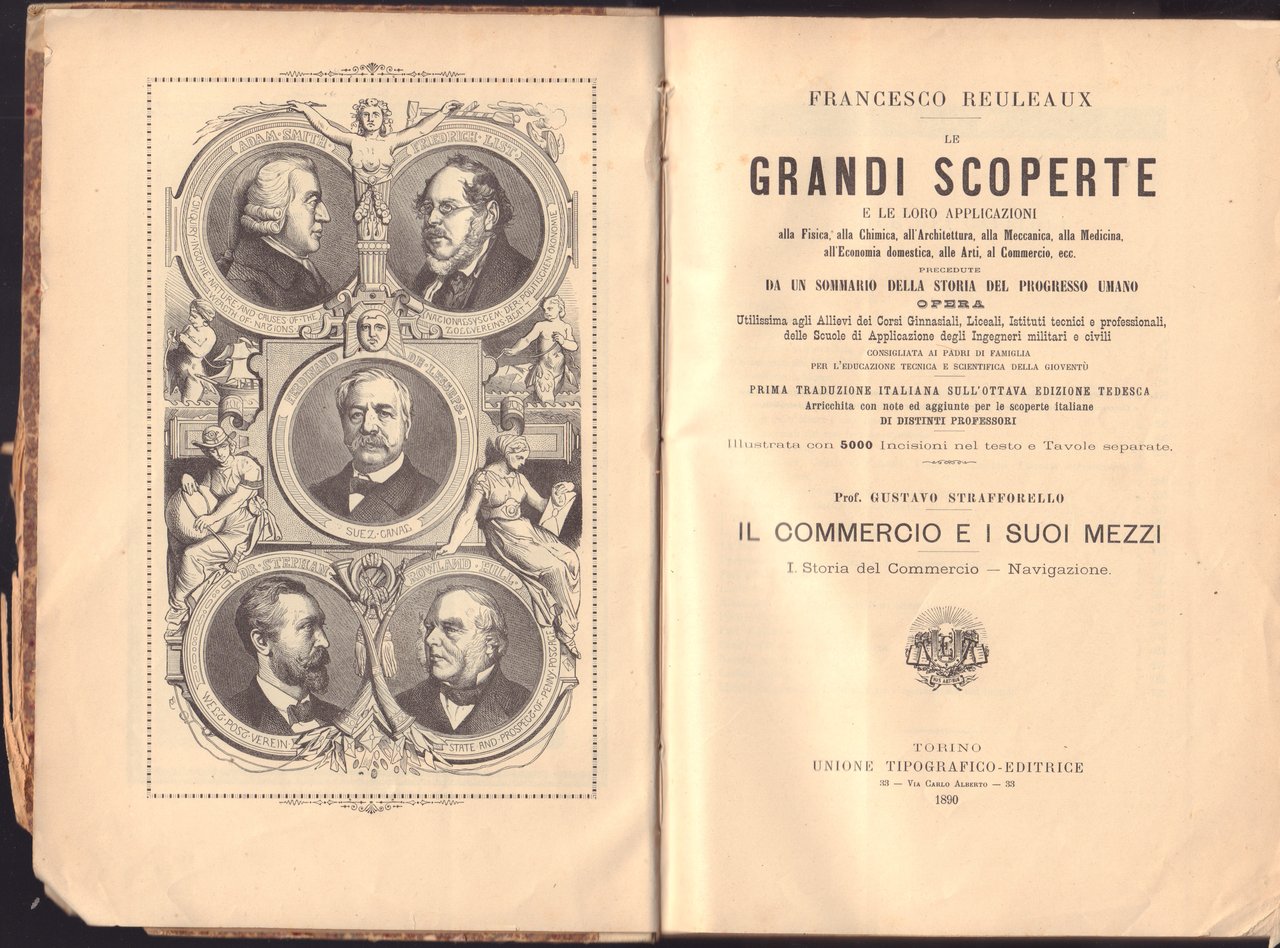 ADAM·SMITH·
INQUIRY·INTO·THE·NATURE·AND·CAUSES·OF·THE·
WEALTH·OF·NATIONS·
FRIEDRICH·LIST·
NATIONALSYSTEM·DER·POLITISCHEN·ÖKONOMIE
ZOLLVEREINS·BLATT·
FERDINAND DE·LESSEPS·
SUEZ·CANAL
DR·STEPHAN
WELT·POST·VEREIN·
ROWLAND·HILL·
STATE·AND·PROSPECTS·OF·PENNY·POSTAGE
FRANCESCO REULEAUX
LE
GRANDI SCOPERTE
E LE LORO APPLICAZIONI
alla Fisica, alla Chimica, all'Architettura, alla Meccanica, alla Medicina,
all'Economia domestica, alle Arti, al Commercio, ecc.
PRECEDUTE
DA UN SOMMARIO DELLA STORIA DEL PROGRESSO UMANO
OPERA
Utilissima agli Allievi dei Corsi Ginnasiali, Liceali, Istituti tecnici e professionali,
delle Scuole di Applicazione degli Ingegneri militari e civili
CONSIGLIATA AI PADRI DI FAMIGLIA
PER L'EDUCAZIONE TECNICA E SCIENTIFICA DELLA GIOVENTÙ
PRIMA TRADUZIONE ITALIANA SULL'OTTAVA EDIZIONE TEDESCA
Arricchita con note ed aggiunte per le scoperte italiane
DI DISTINTI PROFESSORI
Illustrata con 5000 Incisioni nel testo e Tavole separate.
Prof. GUSTAVO STRAFFORELLO
IL COMMERCIO E I SUOI MEZZI
I. Storia del Commercio — Navigazione.
TORINO
UNIONE TIPOGRAFICO-EDITRICE
33 — Via Carlo Alberto — 33
1890